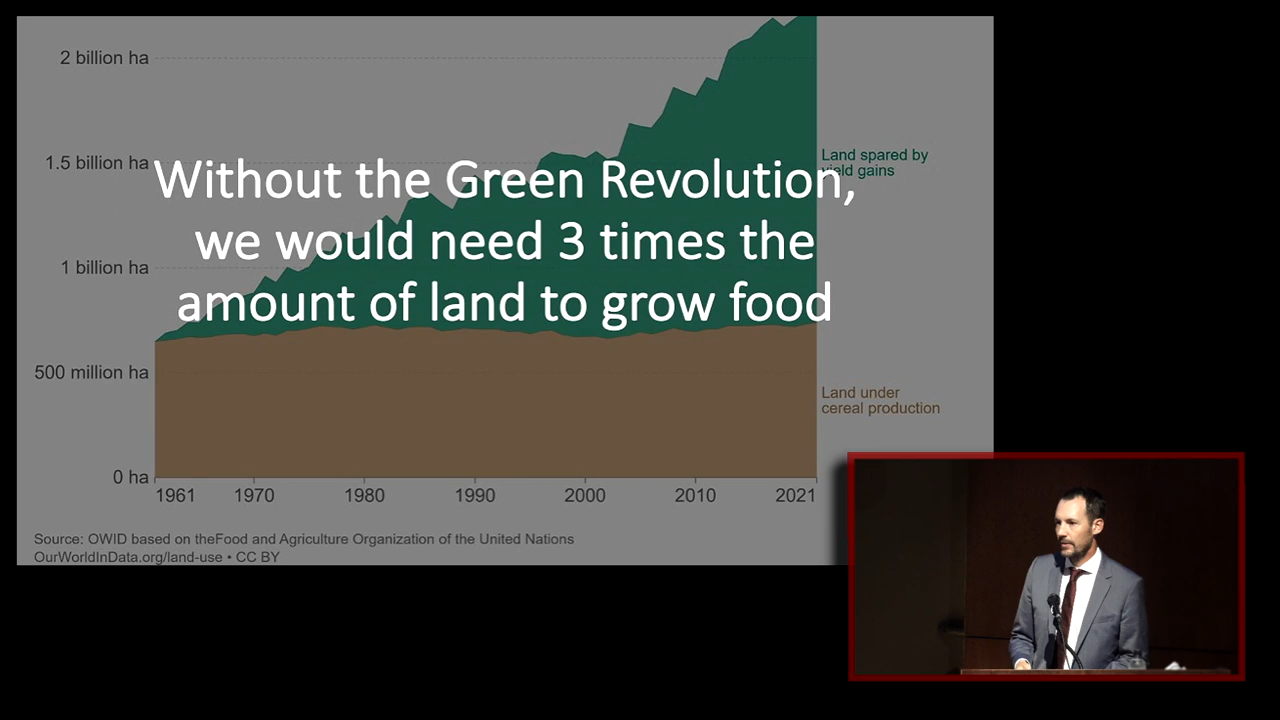 2 billion ha
1.5 billion ha
1 billion ha
500 million ha
0 ha
Without the Green Revolution,
we would need 3 times the
amount of land to grow food
Land spared by
yield gains
Land under
cereal production
1961 1970 1980 1990 2000 2010 2021
Source: OWID based on theFood and Agriculture Organization of the United Nations
OurWorldInData.org/land-use • CC BY